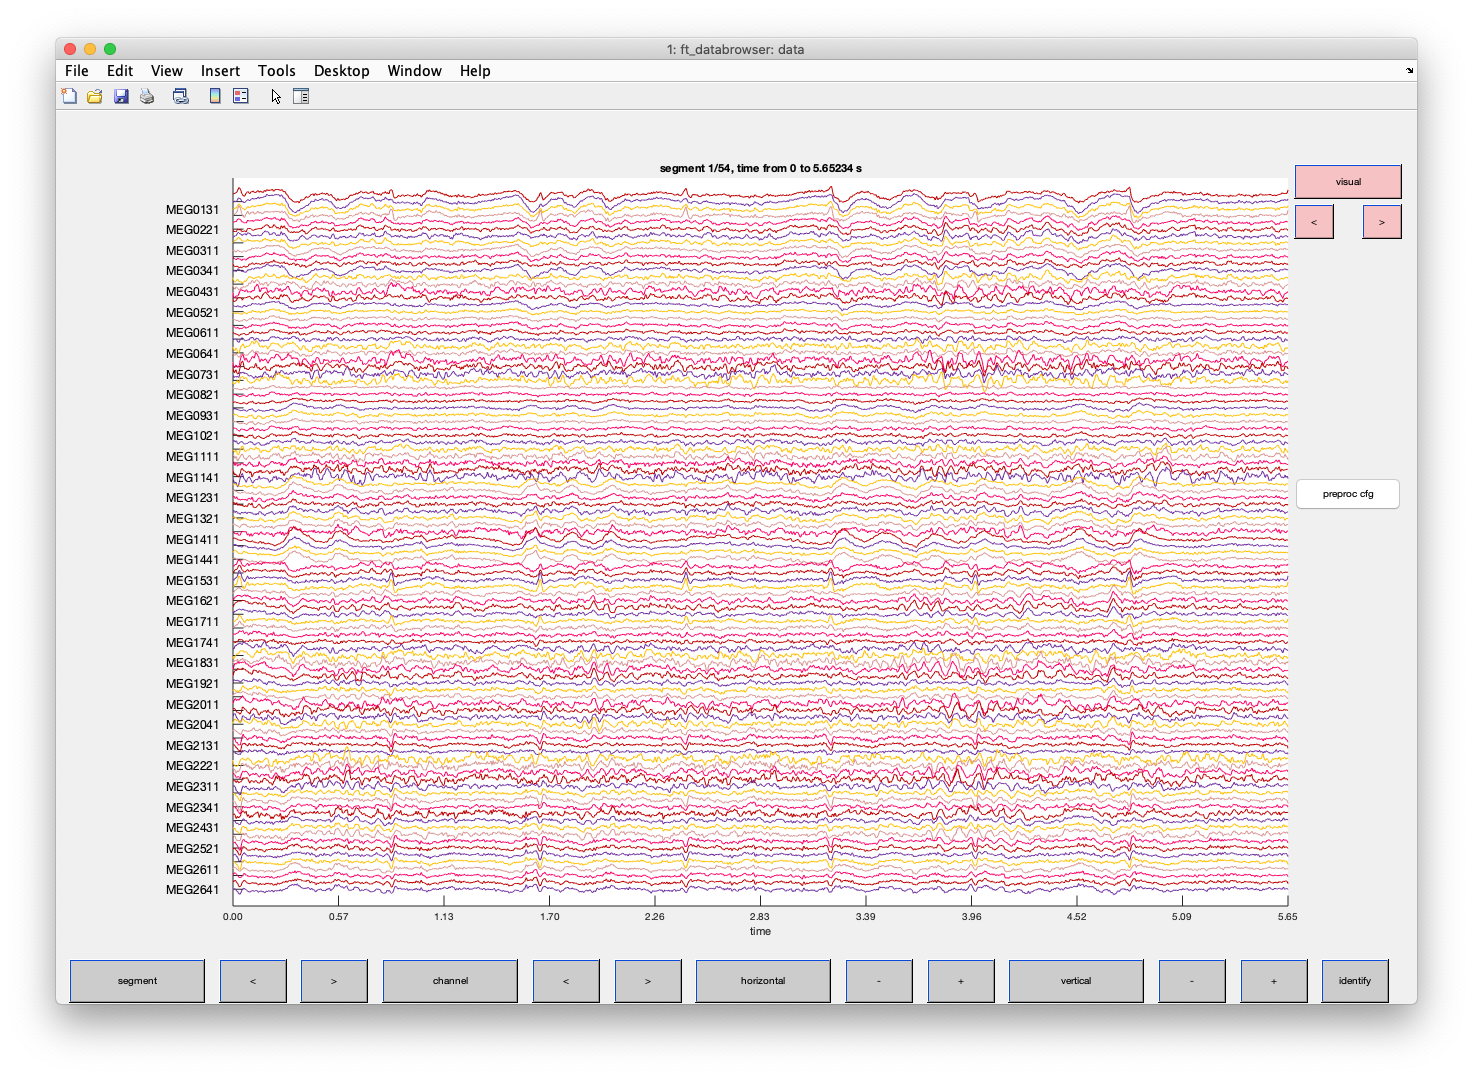 1: ft_databrowser: data
File Edit View Insert Tools Desktop Window Help
segment 1/54, time from 0 to 5.65234 s
visual
< >
MEG0131
MEG0221
MEG0311
MEG0341
MEG0431
MEG0521
MEG0611
MEG0641
MEG0731
MEG0821
MEG0931
MEG1021
MEG1111
MEG1141
MEG1231
MEG1321
MEG1411
MEG1441
MEG1531
MEG1621
MEG1711
MEG1741
MEG1831
MEG1921
MEG2011
MEG2041
MEG2131
MEG2221
MEG2311
MEG2341
MEG2431
MEG2521
MEG2611
MEG2641
preproc cfg
0.00 0.57 1.13 1.70 2.26 2.83 3.39 3.96 4.52 5.09 5.65
time
segment < > channel < > horizontal - + vertical - + identify